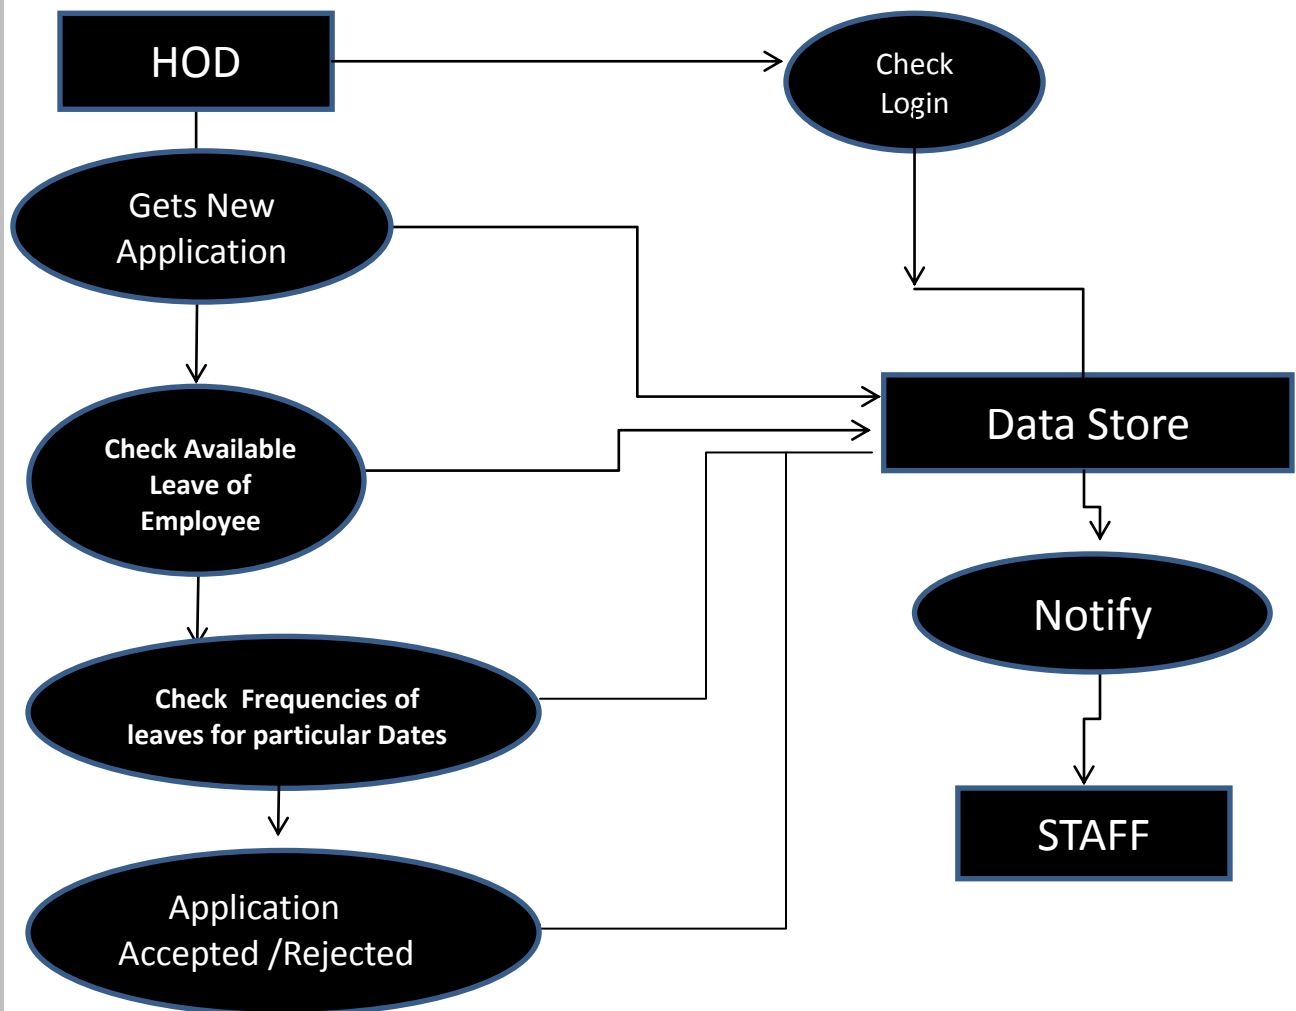 HOD
Check
Login
Gets New
Application
Check Available
Leave of
Employee
Data Store
Notify
Check  Frequencies of
leaves for particular Dates
STAFF
Application
Accepted /Rejected